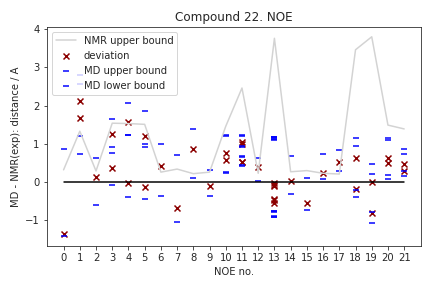 Compound 22. NOE
MD - NMR(exp): distance / A
4
3
2
1
0
−1
NMR upper bound
deviation
MD upper bound
MD lower bound
0 1 2 3 4 5 6 7 8 9 10 11 12 13 14 15 16 17 18 19 20 21
NOE no.